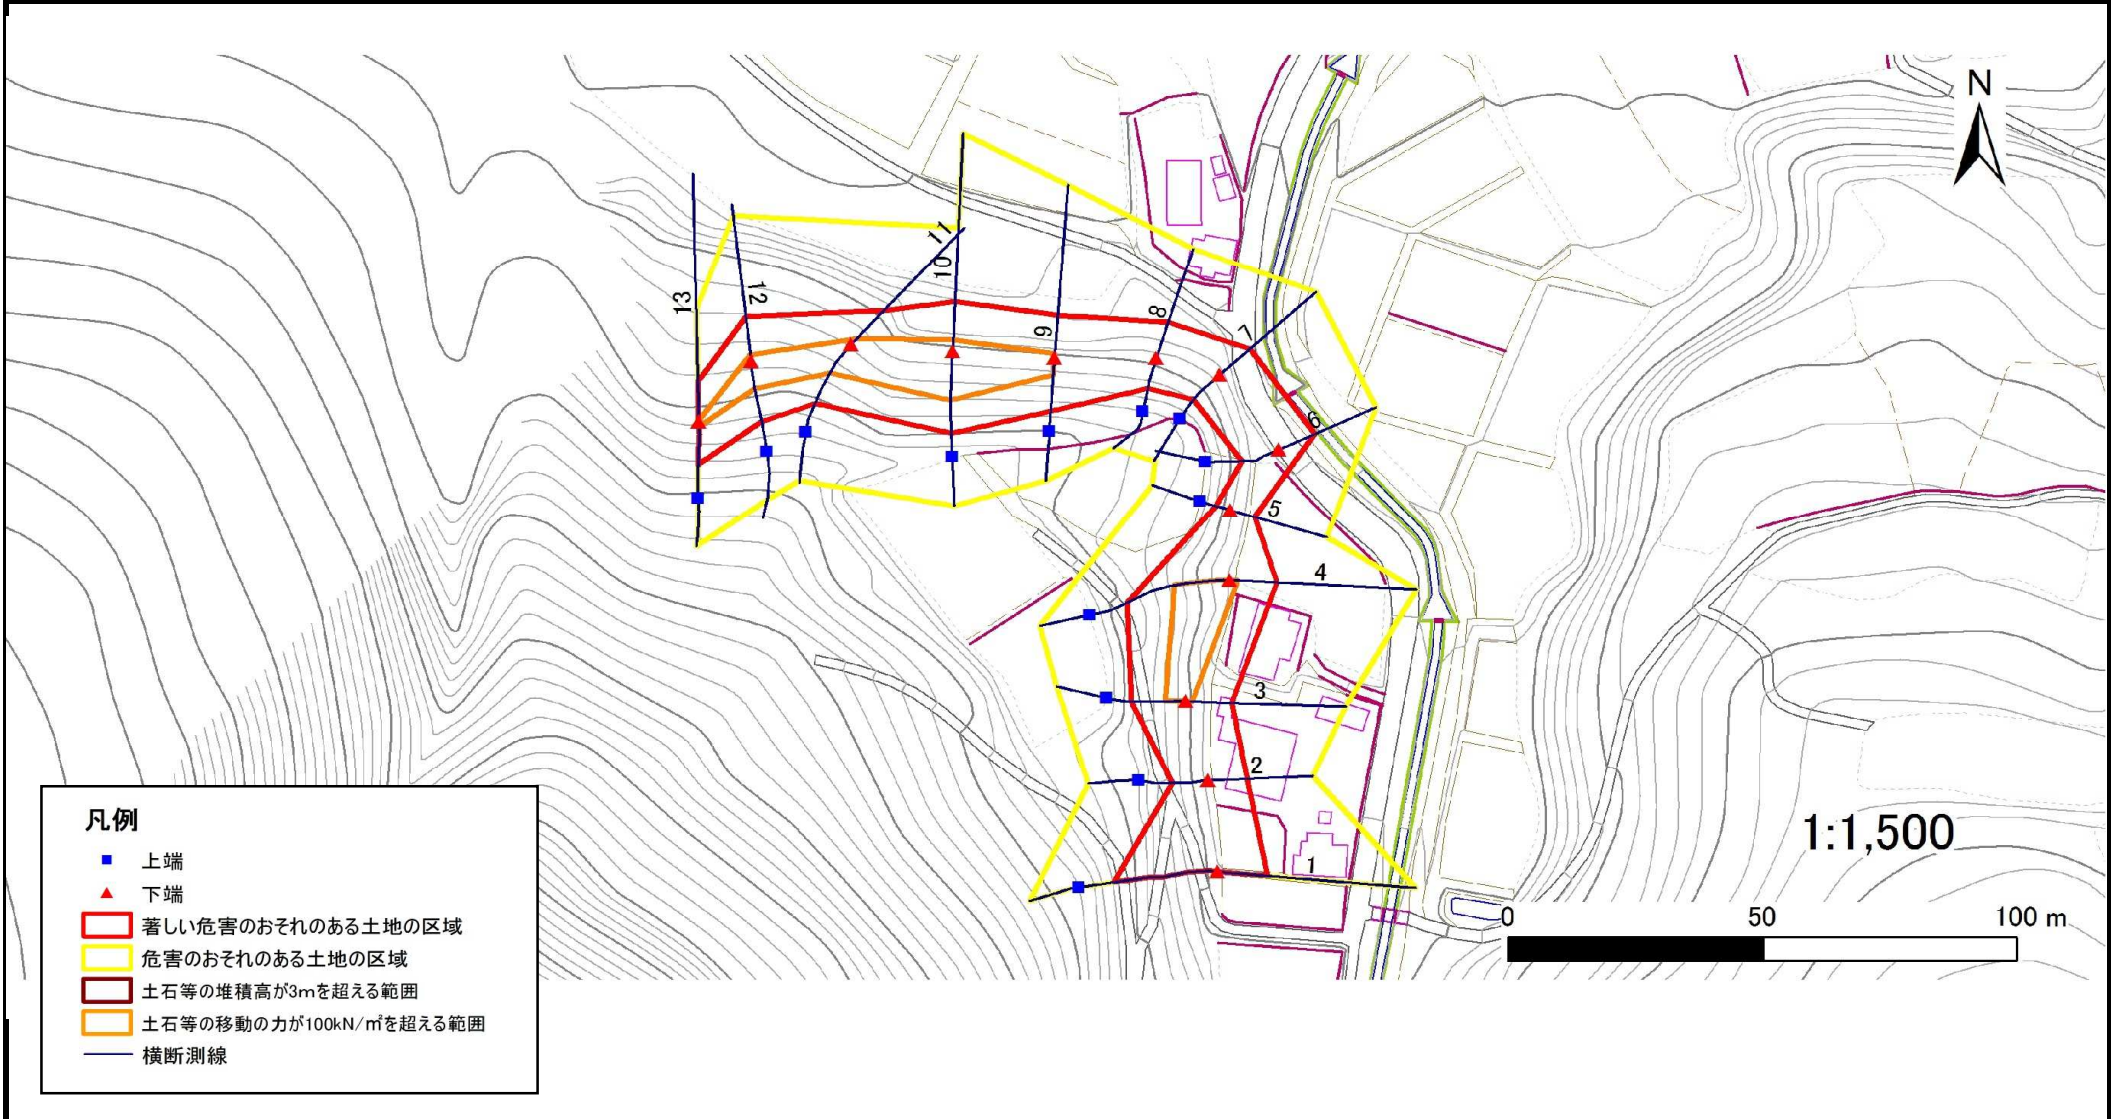 N
11
10
12
13
9
8
7
6
5
4
3
2
1
凡例
上端
下端
著しい危害のおそれのある土地の区域
危害のおそれのある土地の区域
土石等の堆積高が3mを超える範囲
土石等の移動の力が100kN/㎡を超える範囲
横断測線
1:1,500
0 50 100 m